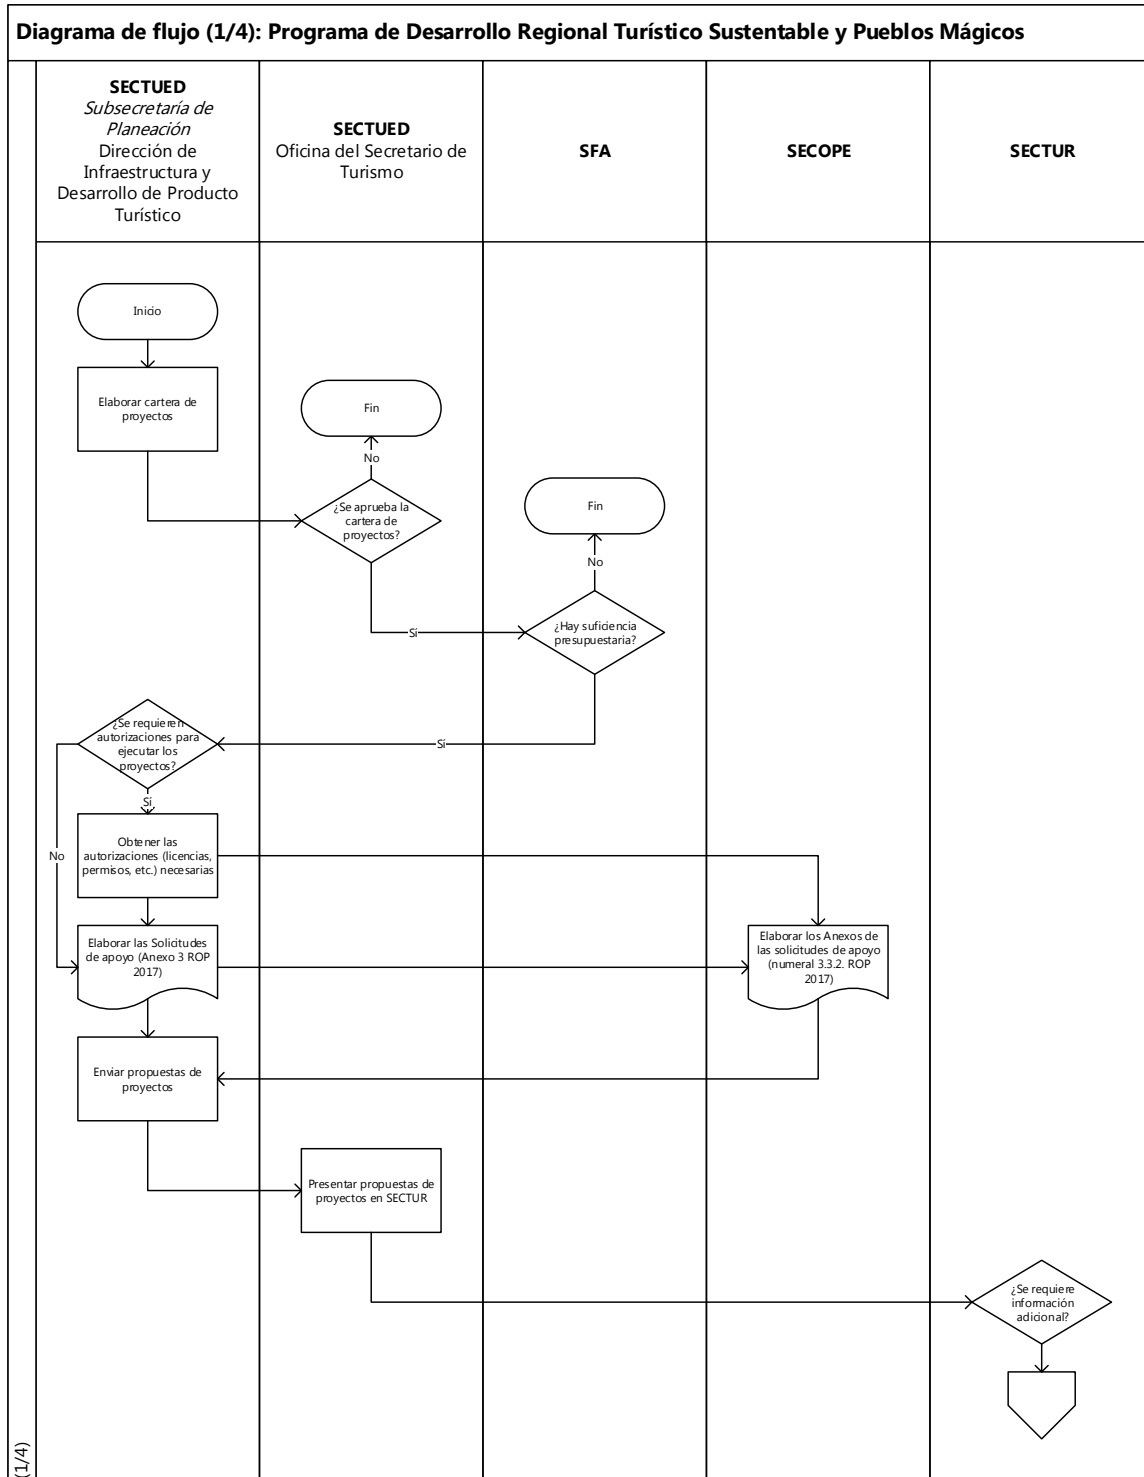 Diagrama de flujo (1/4): Programa de Desarrollo Regional Turístico Sustentable y Pueblos Mágicos
SECTUED
Subsecretaría de
Planeación
Dirección de
Infraestructura y
Desarrollo de Producto
Turístico
SECTUED
Oficina del Secretario de
Turismo
SFA
SECOPE
SECTUR
Inicio
Elaborar cartera de
proyectos
Fin
No
¿Se aprueba la
cartera de
proyectos?
Sí
Fin
No
¿Hay suficiencia
presupuestaria?
Sí
¿Se requieren
autorizaciones para
ejecutar los
proyectos?
Sí
No
Obtener las
autorizaciones (licencias,
permisos, etc.) necesarias
Elaborar las Solicitudes
de apoyo (Anexo 3 ROP
2017)
Elaborar los Anexos de
las solicitudes de apoyo
(numeral 3.3.2. ROP
2017)
Enviar propuestas de
proyectos
Presentar propuestas de
proyectos en SECTUR
¿Se requiere
información
adicional?
(1/4)